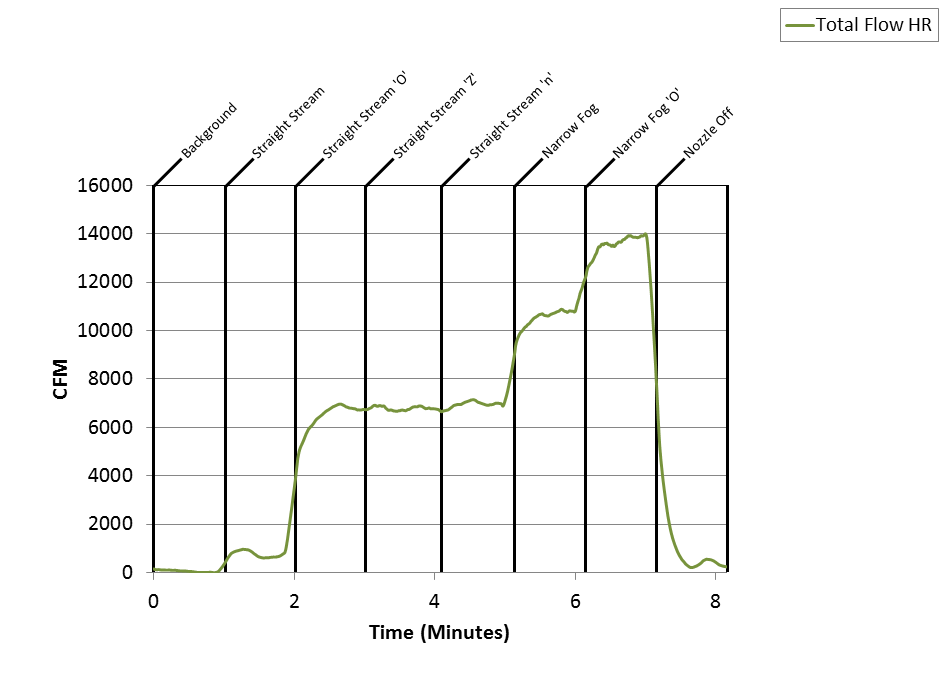 Total Flow HR
Background
Straight Stream
Straight Stream 'O'
Straight Stream 'Z'
Straight Stream 'n'
Narrow Fog
Narrow Fog 'O'
Nozzle Off
16000
14000
12000
10000
8000
6000
4000
2000
0
CFM
0 2 4 6 8
Time (Minutes)